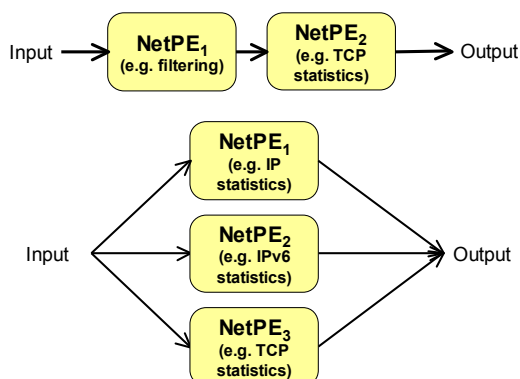 NetPE1
(e.g. filtering)
NetPE2
(e.g. TCP
statistics)
Input
Output
NetPE1
(e.g. IP
statistics)
NetPE2
(e.g. IPv6
statistics)
Input
Output
NetPE3
(e.g. TCP
statistics)